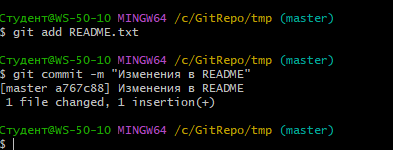 Студент@WS-50-10 MINGW64 /c/GitRepo/tmp (master)
$ git add README.txt
Студент@WS-50-10 MINGW64 /c/GitRepo/tmp (master)
$ git commit -m "Изменения в README"
[master a767c88] Изменения в README
 1 file changed, 1 insertion(+)
Студент@WS-50-10 MINGW64 /c/GitRepo/tmp (master)
$